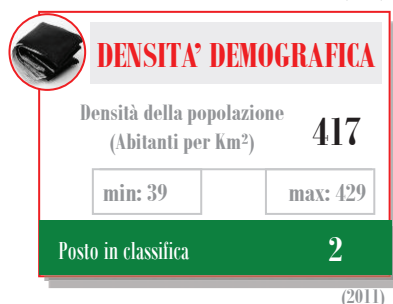 DENSITA’ DEMOGRAFICA
Densità della popolazione
(Abitanti per Km²)
417
min: 39
max: 429
Posto in classifica
2
(2011)